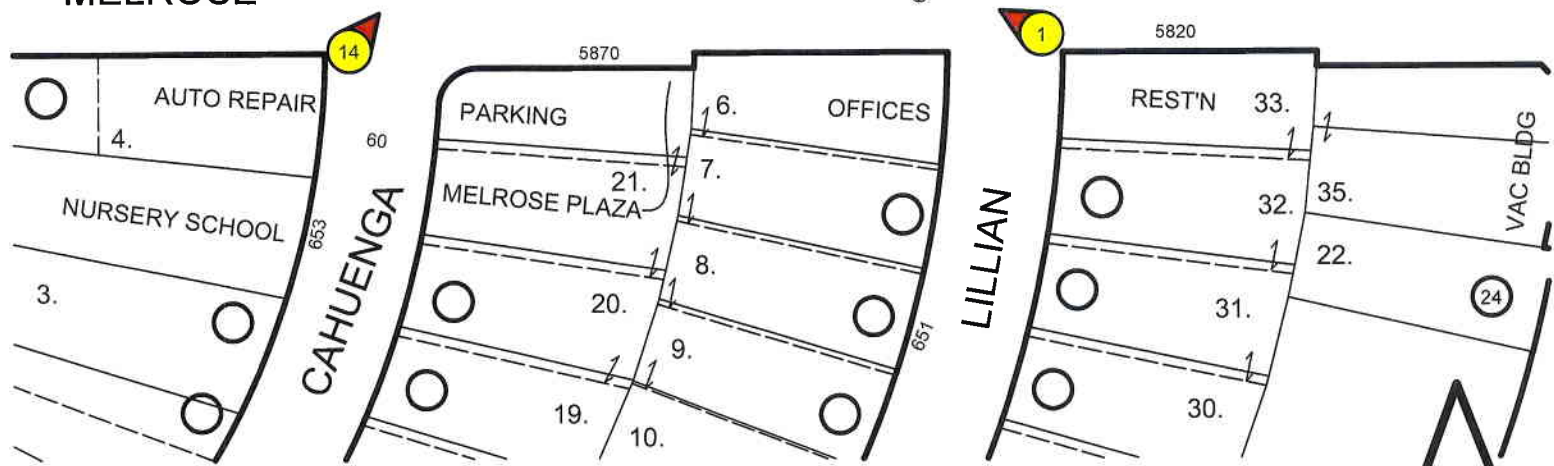 MELROSE
14
1
5870
5820
AUTO REPAIR
4.
PARKING
6.
OFFICES
REST'N
33.
60
21.
7.
MELROSE PLAZA
32.
35.
VAC BLDG
NURSERY SCHOOL
653
CAHUENGA
LILLIAN
8.
22.
3.
20.
31.
24
651
9.
19.
10.
30.